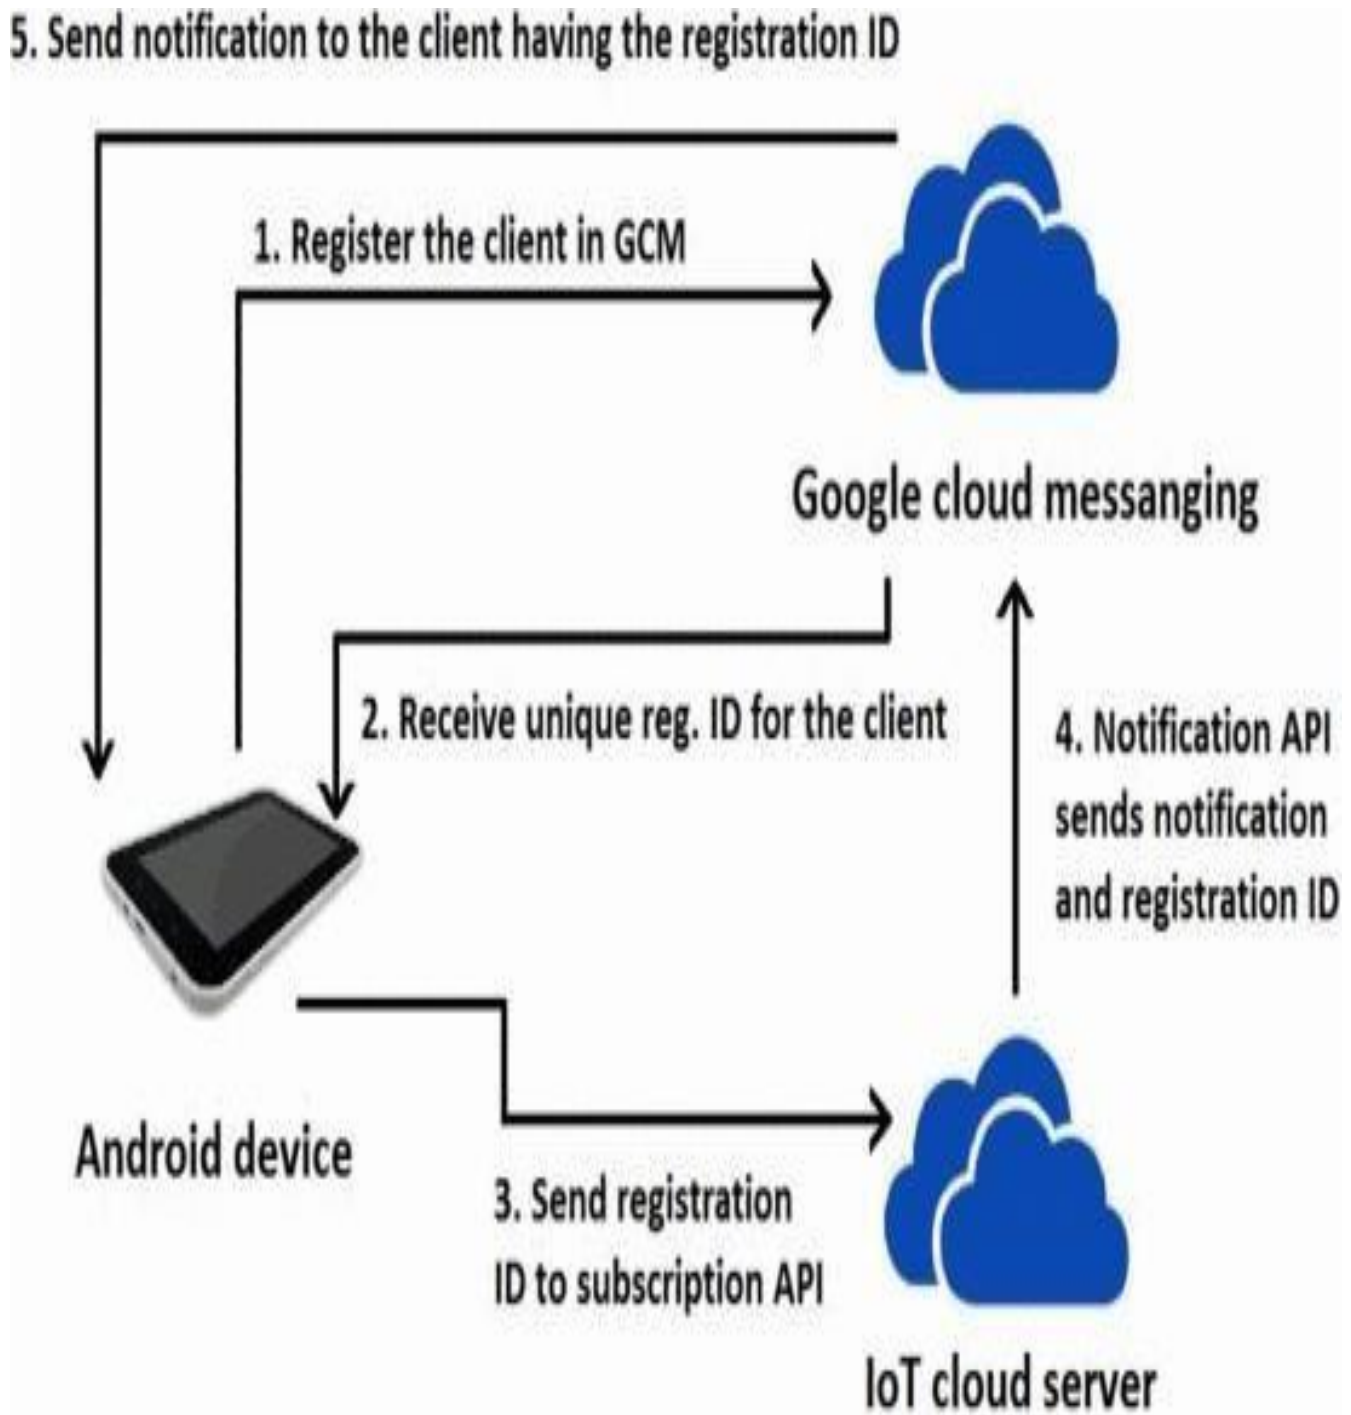 5. Send notification to the client having the registration ID
1. Register the client in GCM
Google cloud messanging
2. Receive unique reg. ID for the client
4. Notification API
sends notification
and registration ID
Android device
3. Send registration
ID to subscription API
IoT cloud server